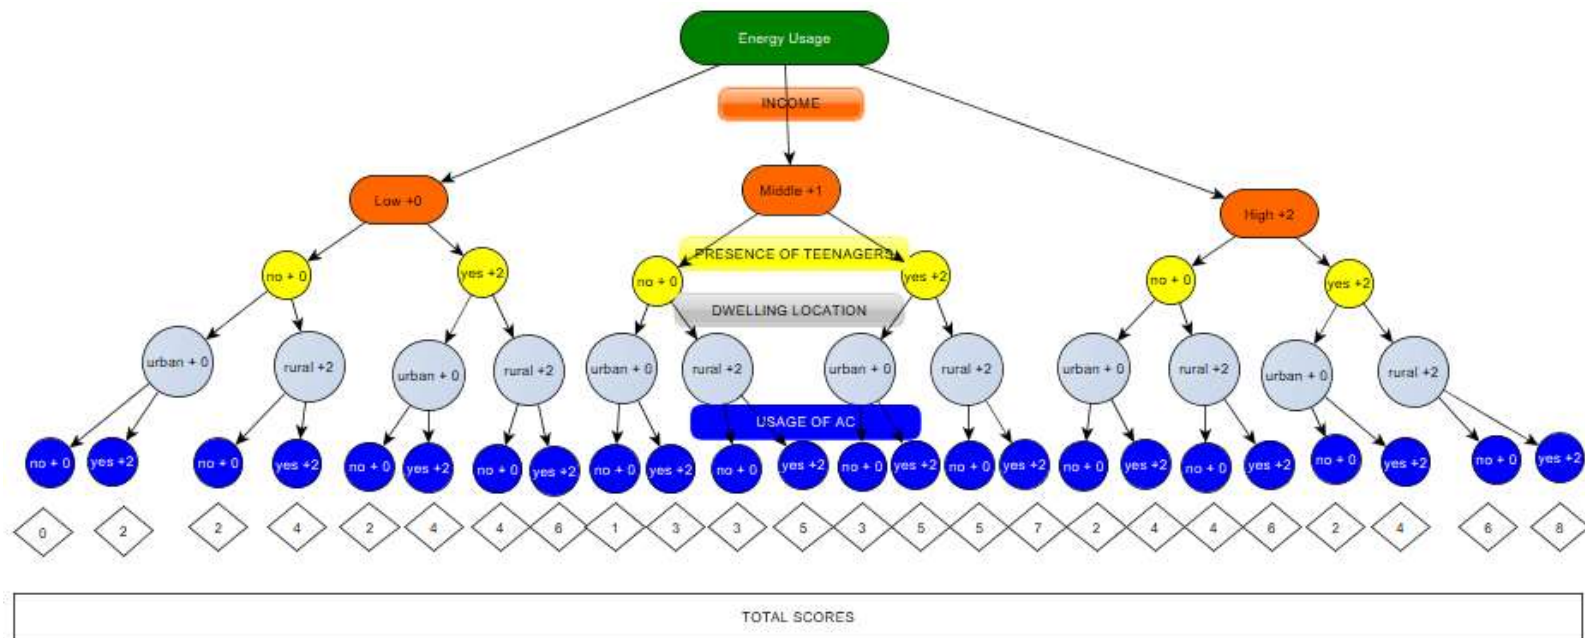 Energy Usage
INCOME
Low +0
Middle +1
High +2
PRESENCE OF TEENAGERS
no + 0
yes +2
no + 0
yes +2
no + 0
yes +2
DWELLING LOCATION
urban + 0
rural +2
urban + 0
rural +2
urban + 0
rural +2
urban + 0
rural +2
urban + 0
rural +2
urban + 0
rural +2
USAGE OF AC
no + 0
yes +2
no + 0
yes +2
no + 0
yes +2
no + 0
yes +2
no + 0
yes +2
no + 0
yes +2
no + 0
yes +2
no + 0
yes +2
no + 0
yes +2
no + 0
yes +2
no + 0
yes +2
no + 0
yes +2
0
2
2
4
2
4
4
6
1
3
3
5
3
5
5
7
2
4
4
6
2
4
6
8
TOTAL SCORES